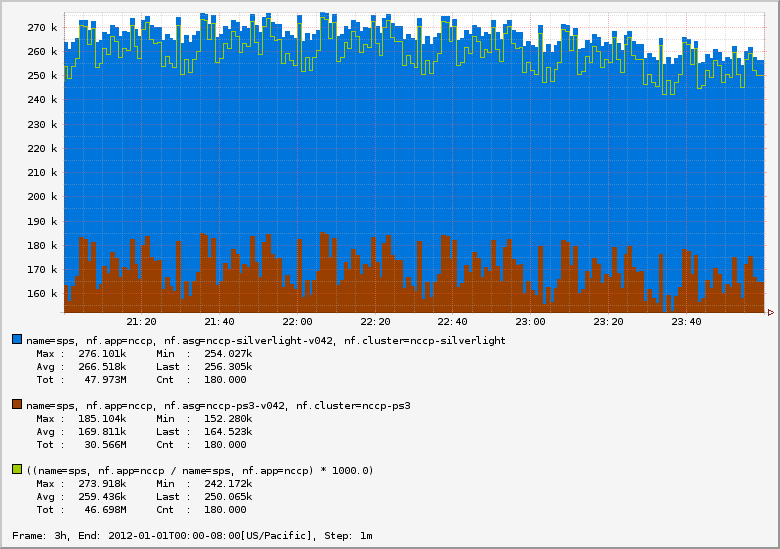 270 k
260 k
250 k
240 k
230 k
220 k
210 k
200 k
190 k
180 k
170 k
160 k
21:20 21:40 22:00 22:20 22:40 23:00 23:20 23:40
name=sps, nf.app=nccp, nf.asg=nccp-silverlight-v042, nf.cluster=nccp-silverlight
Max : 276.101k Min : 254.027k
Avg : 266.518k Last : 256.305k
Tot : 47.973M Cnt : 180.000
name=sps, nf.app=nccp, nf.asg=nccp-ps3-v042, nf.cluster=nccp-ps3
Max : 185.104k Min : 152.280k
Avg : 169.811k Last : 164.523k
Tot : 30.566M Cnt : 180.000
((name=sps, nf.app=nccp / name=sps, nf.app=nccp) * 1000.0)
Max : 273.918k Min : 242.172k
Avg : 259.436k Last : 250.065k
Tot : 46.698M Cnt : 180.000
Frame: 3h, End: 2012-01-01T00:00-08:00[US/Pacific], Step: 1m